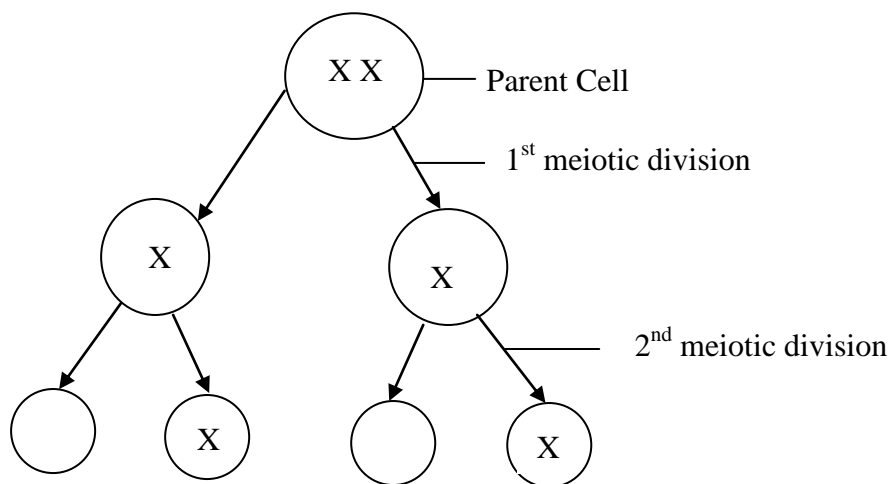 X X
Parent Cell
1st meiotic division
X
X
2nd meiotic division
X
X